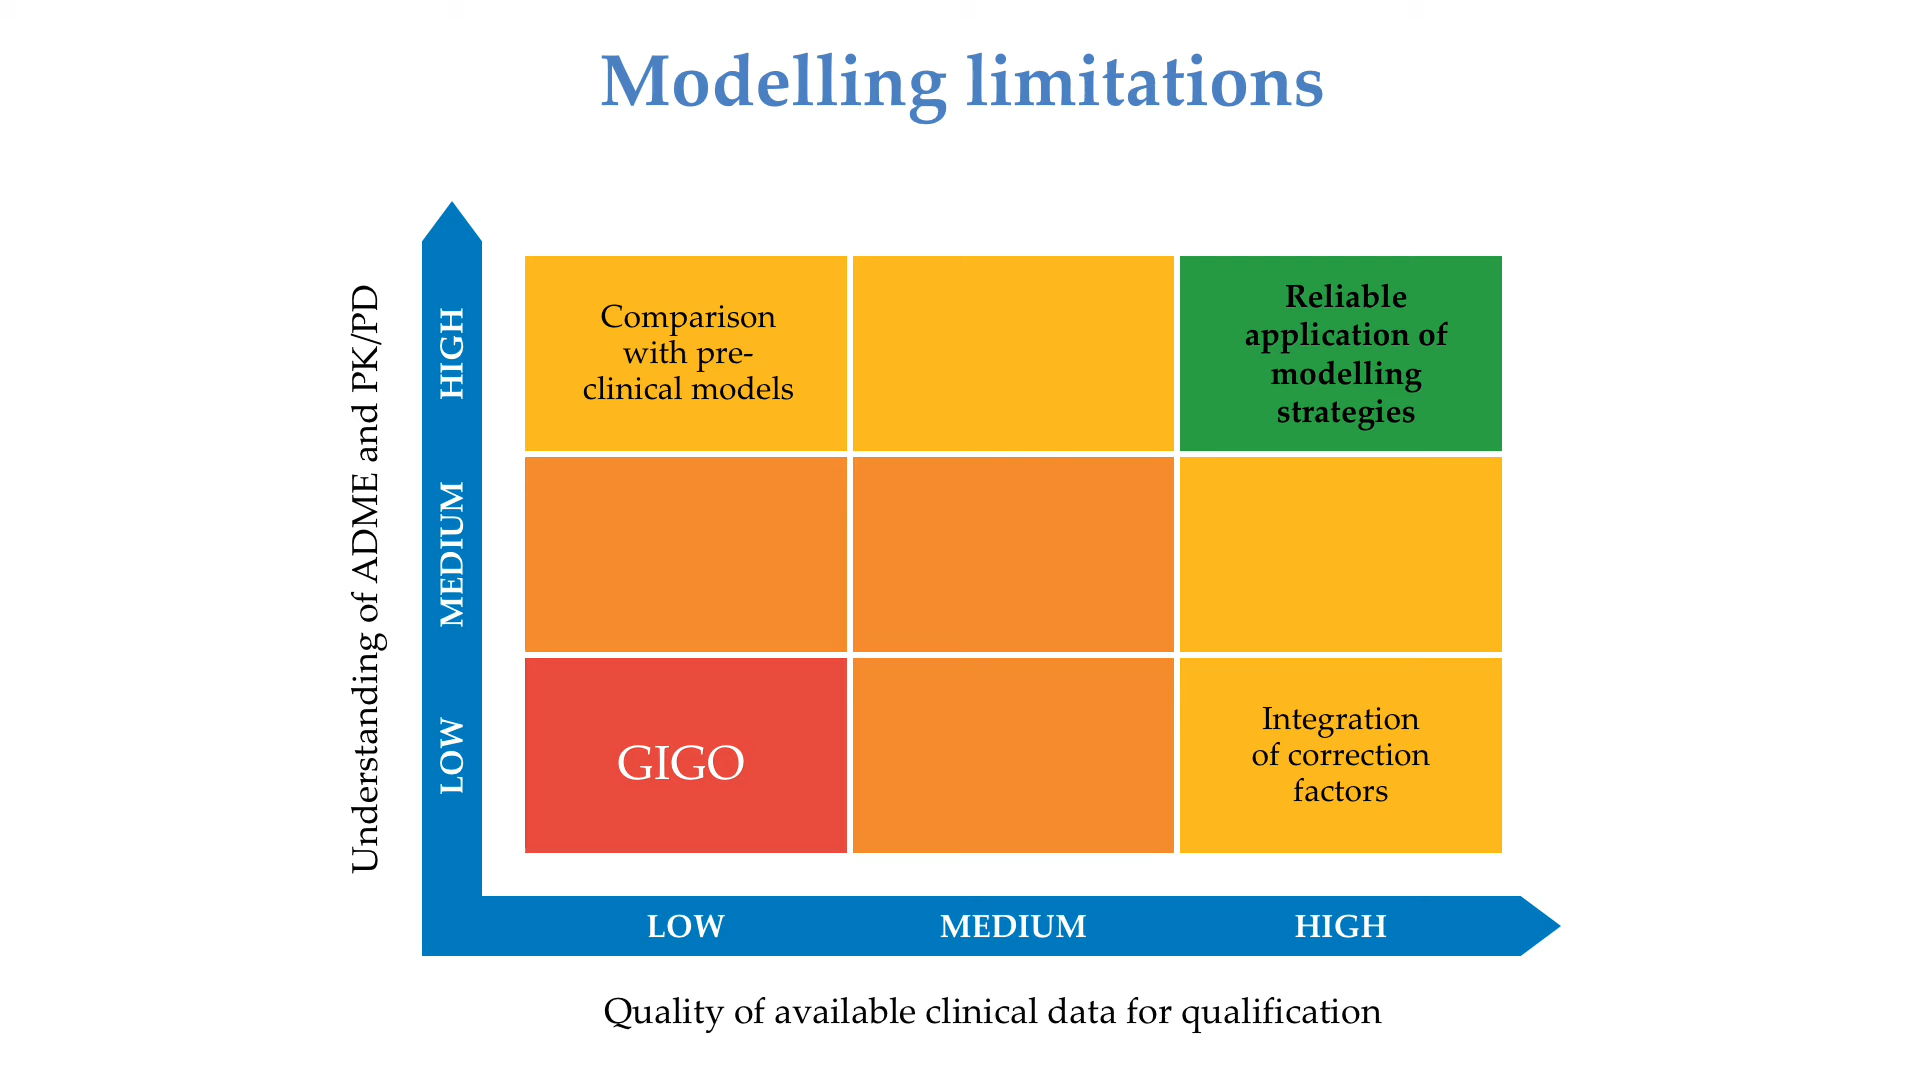 Modelling limitations
Understanding of ADME and PK/PD
HIGH
MEDIUM
LOW
Comparison
with pre-
clinical models
Reliable
application of
modelling
strategies
GIGO
Integration
of correction
factors
LOW
MEDIUM
HIGH
Quality of available clinical data for qualification